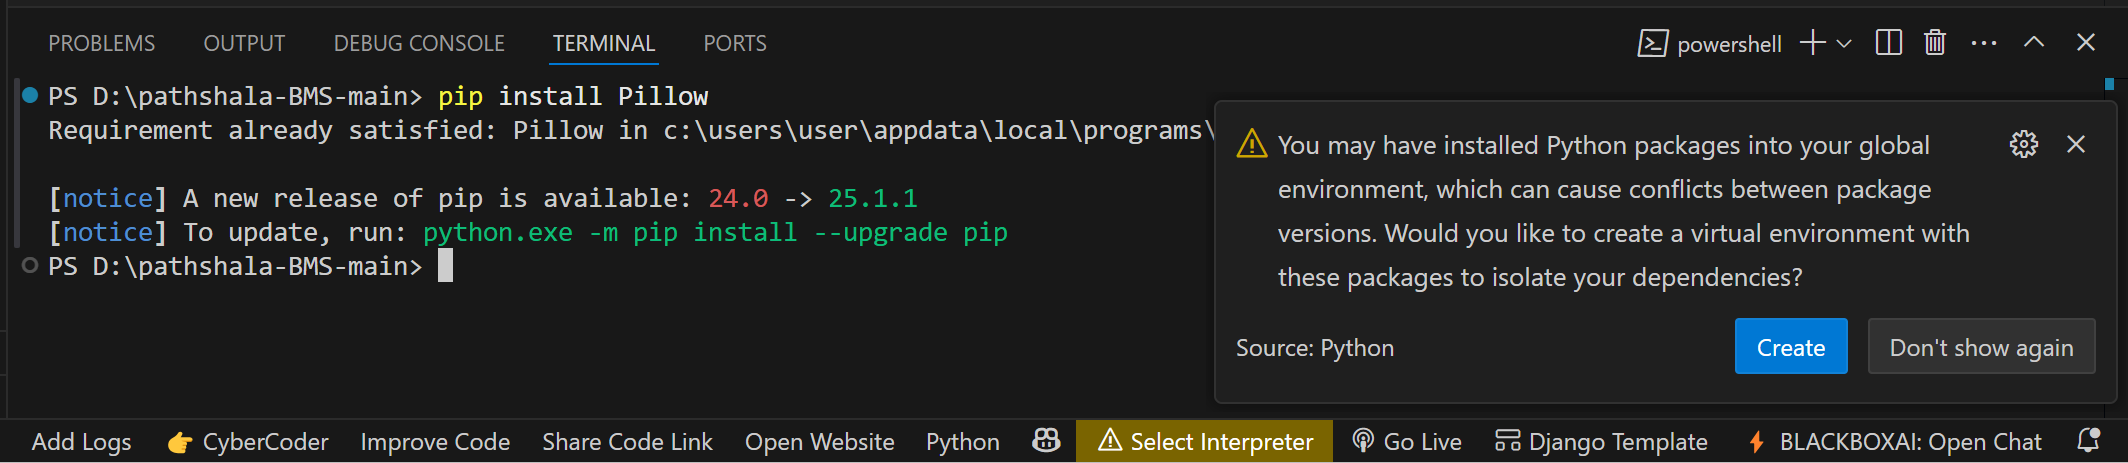 PROBLEMS OUTPUT DEBUG CONSOLE TERMINAL PORTS powershell
PS D:\pathshala-BMS-main> pip install Pillow
Requirement already satisfied: Pillow in c:\users\user\appdata\local\programs\
[notice] A new release of pip is available: 24.0 -> 25.1.1
[notice] To update, run: python.exe -m pip install --upgrade pip
PS D:\pathshala-BMS-main>
You may have installed Python packages into your global
environment, which can cause conflicts between package
versions. Would you like to create a virtual environment with
these packages to isolate your dependencies?
Source: Python Create Don't show again
Add Logs CyberCoder Improve Code Share Code Link Open Website Python Select Interpreter Go Live Django Template BLACKBOXAI: Open Chat